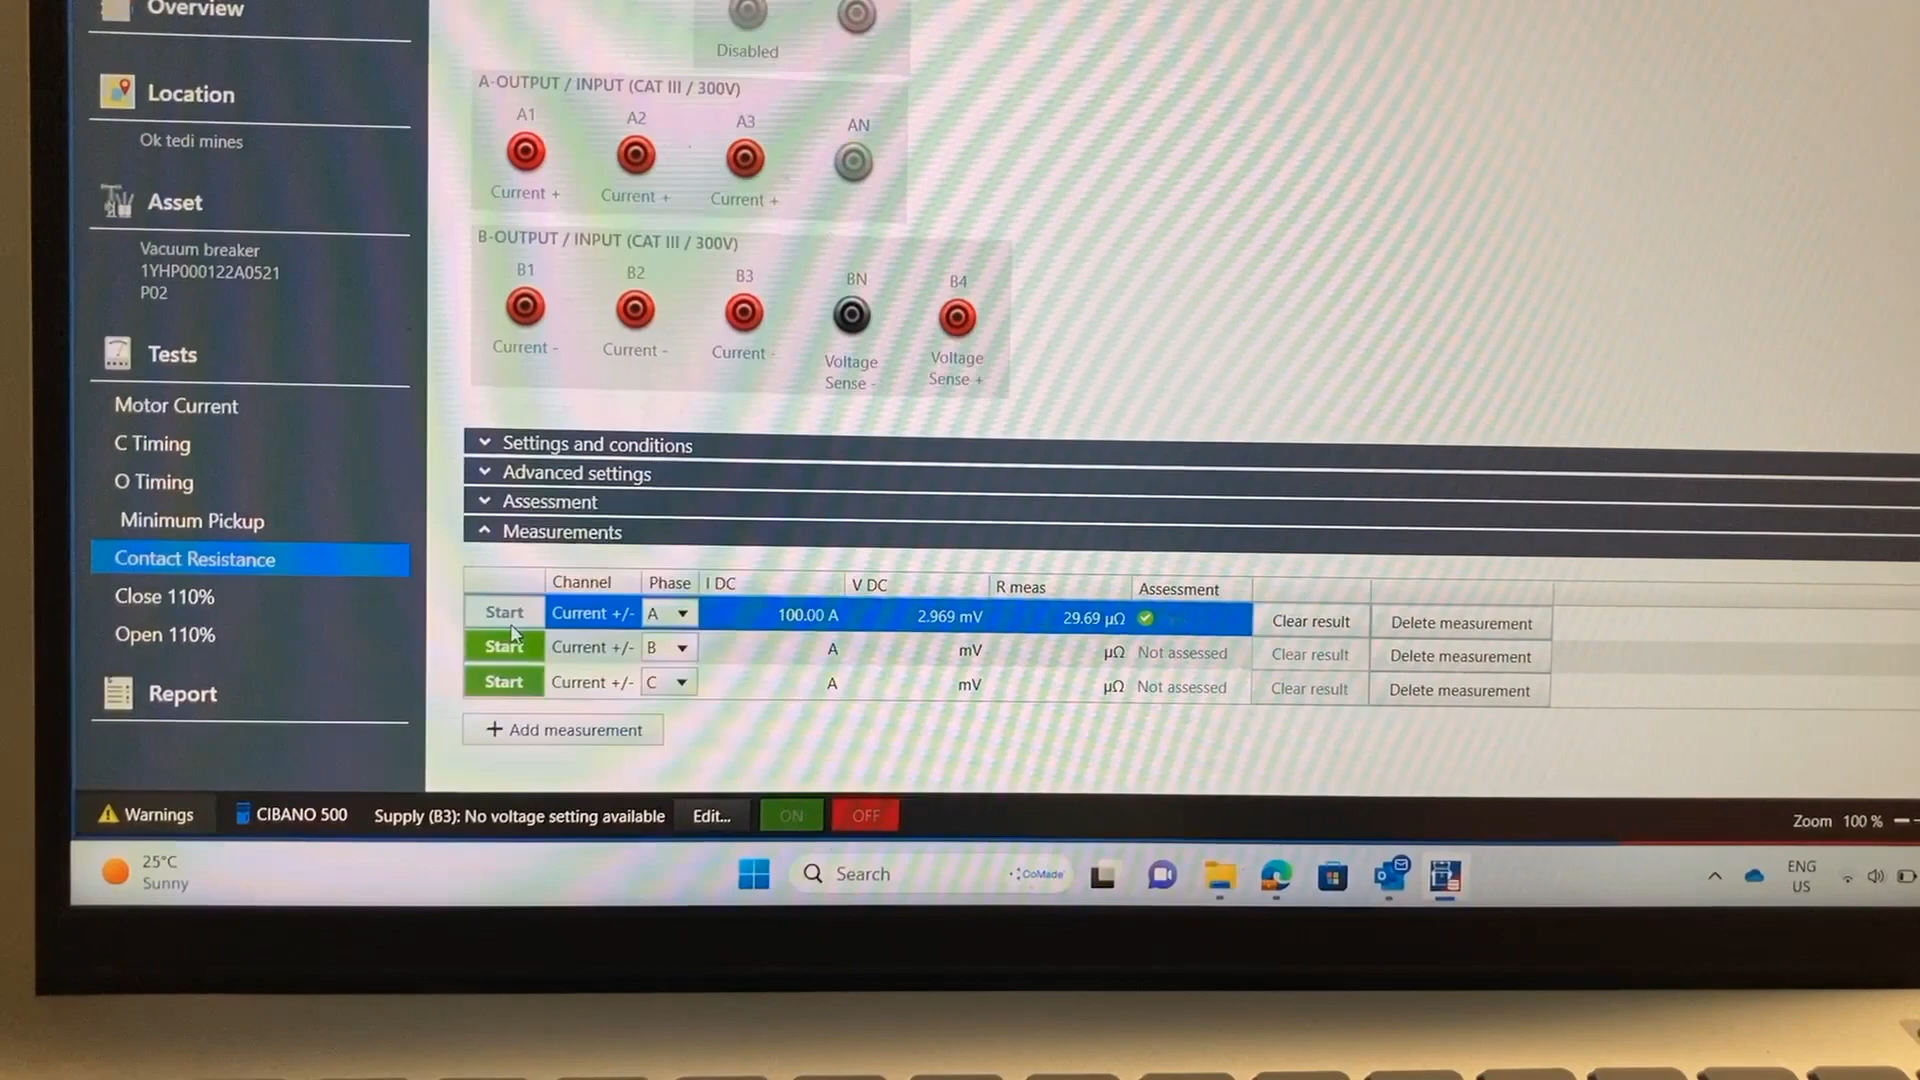 Overview
Location
Ok tedi mines
Asset
Vacuum breaker
1YHP000122A0521
P02
Tests
Motor Current
C Timing
O Timing
Minimum Pickup
Contact Resistance
Close 110%
Open 110%
Report
Disabled
A-OUTPUT / INPUT (CAT III / 300V)
A1 A2 A3 AN
Current + Current + Current +
B-OUTPUT / INPUT (CAT III / 300V)
B1 B2 B3 BN B4
Current - Current - Current - Voltage Sense - Voltage Sense +
Settings and conditions
Advanced settings
Assessment
Measurements
Channel Phase I DC V DC R meas Assessment
Start Current +/- A 100.00 A 2.969 mV 29.69 µΩ Clear result Delete measurement
Start Current +/- B A mV µΩ Not assessed Clear result Delete measurement
Start Current +/- C A mV µΩ Not assessed Clear result Delete measurement
+ Add measurement
Warnings CIBANO 500 Supply (B3): No voltage setting available Edit... ON OFF Zoom 100 %
25°C
Sunny
Search
CoMade
ENG
US